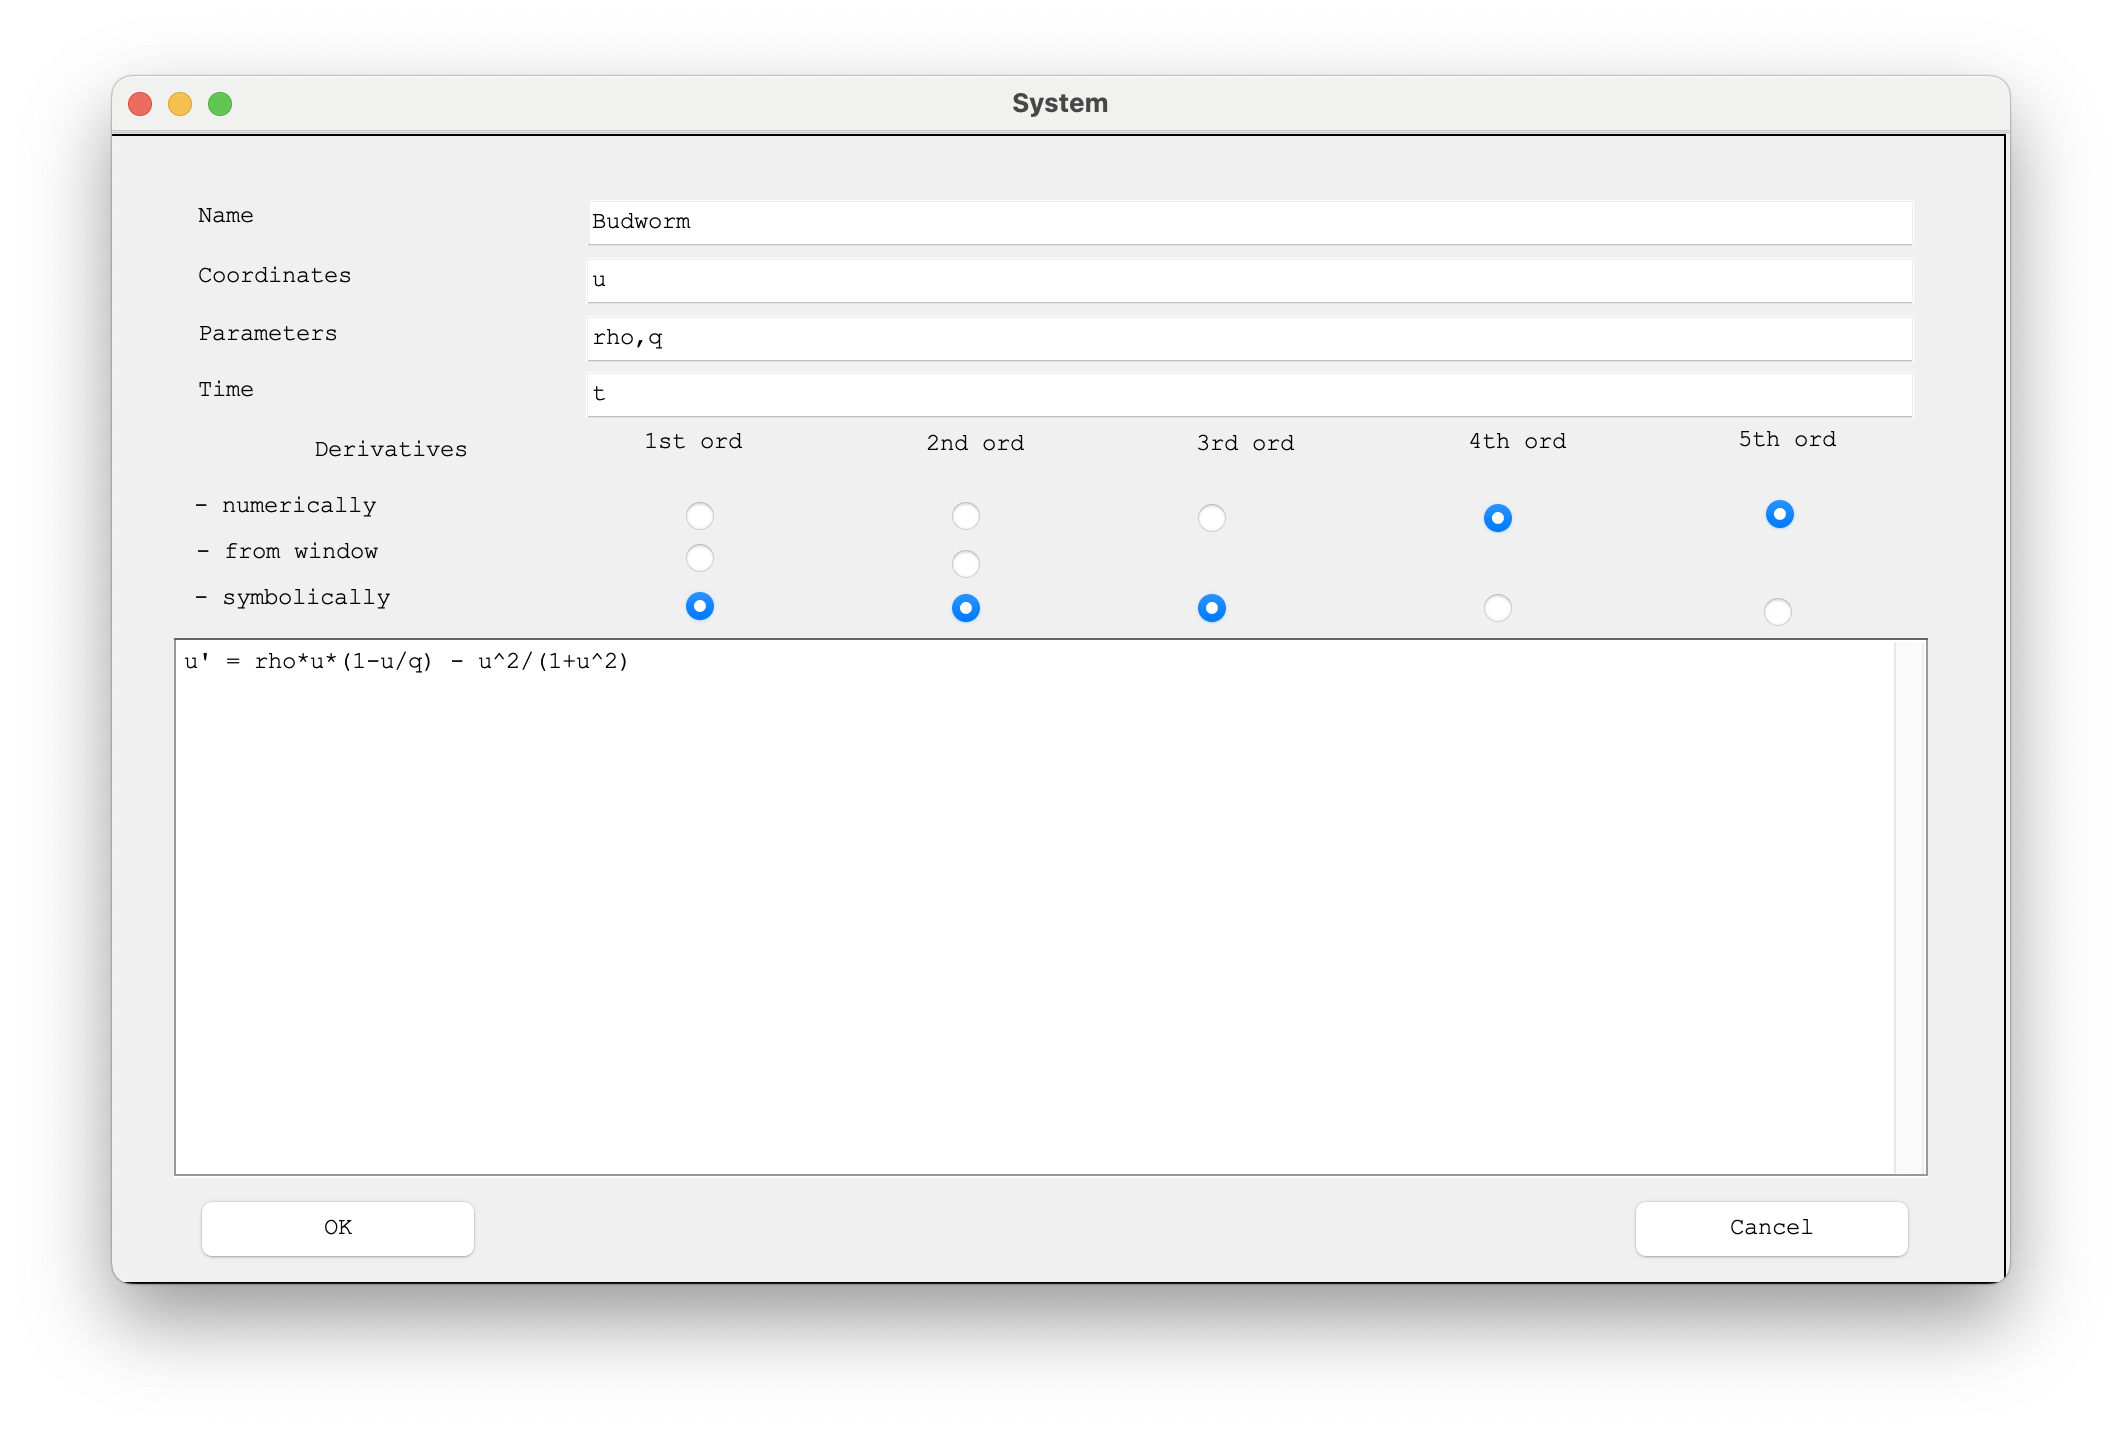 System
Name
Budworm
Coordinates
u
Parameters
rho,q
Time
t
Derivatives
1st ord
2nd ord
3rd ord
4th ord
5th ord
- numerically
- from window
- symbolically
u' = rho*u*(1-u/q) - u^2/(1+u^2)
OK
Cancel